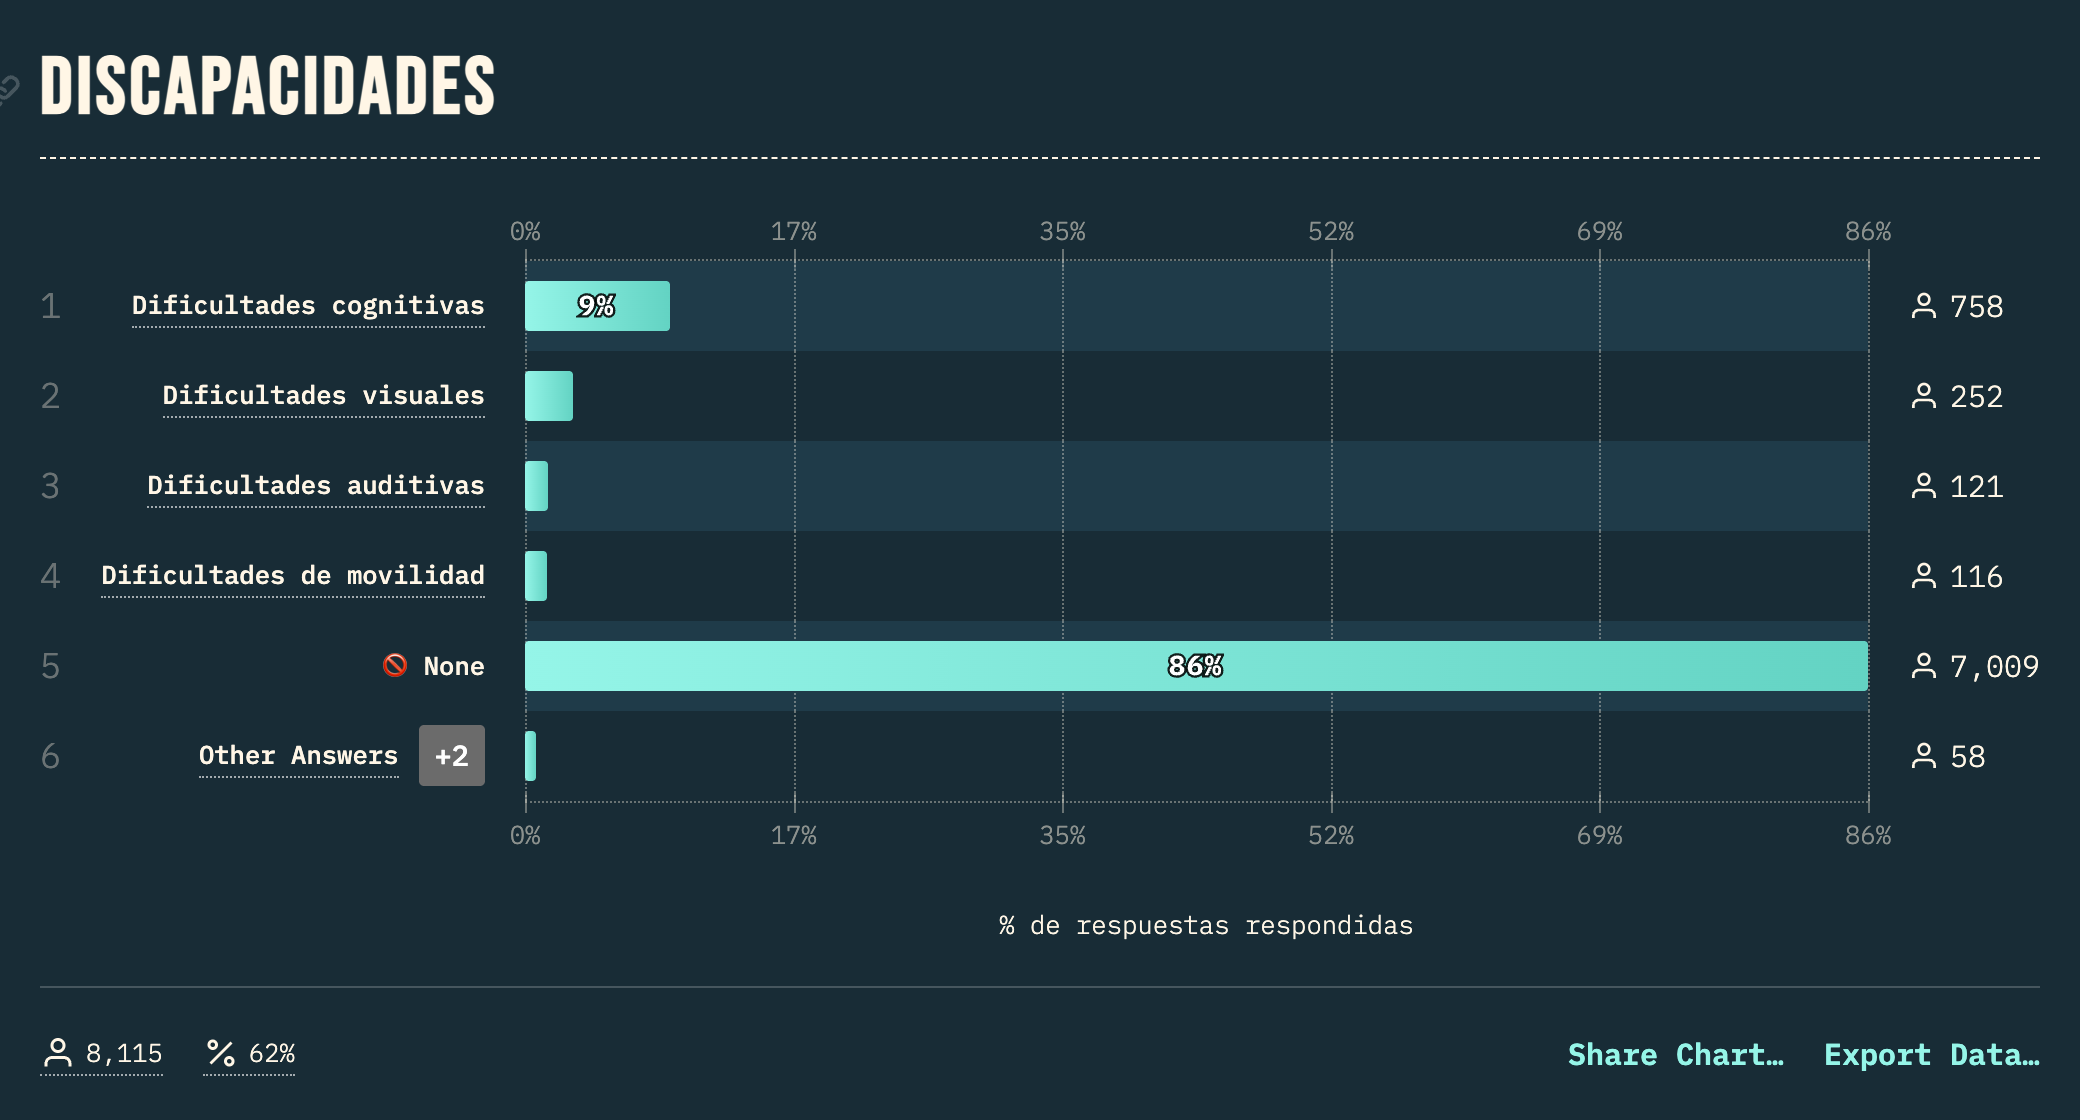 DISCAPACIDADES
0% 17% 35% 52% 69% 86%
1 Dificultades cognitivas 9% 758
2 Dificultades visuales 252
3 Dificultades auditivas 121
4 Dificultades de movilidad 116
5 🚫 None 86% 7,009
6 Other Answers +2 58
0% 17% 35% 52% 69% 86%
% de respuestas respondidas
8,115 % 62% Share Chart… Export Data…